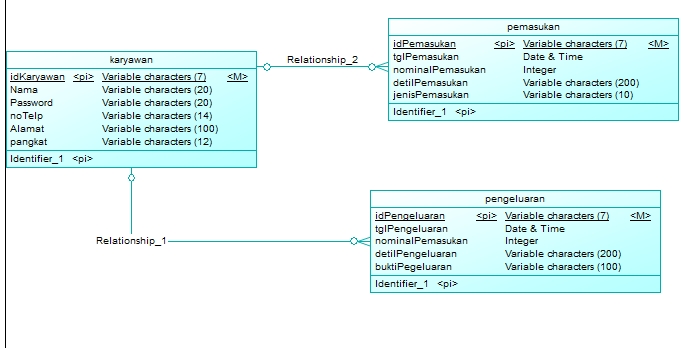 karyawan
idKaryawan <pi> Variable characters (7) <M>
Nama Variable characters (20)
Password Variable characters (20)
noTelp Variable characters (14)
Alamat Variable characters (100)
pangkat Variable characters (12)
Identifier_1 <pi>
Relationship_2
pemasukan
idPemasukan <pi> Variable characters (7) <M>
tglPemasukan Date & Time
nominalPemasukan Integer
detilPemasukan Variable characters (200)
jenisPemasukan Variable characters (10)
Identifier_1 <pi>
Relationship_1
pengeluaran
idPengeluaran <pi> Variable characters (7) <M>
tglPengeluaran Date & Time
nominalPemasukan Integer
detilPengeluaran Variable characters (200)
buktiPegeluaran Variable characters (100)
Identifier_1 <pi>